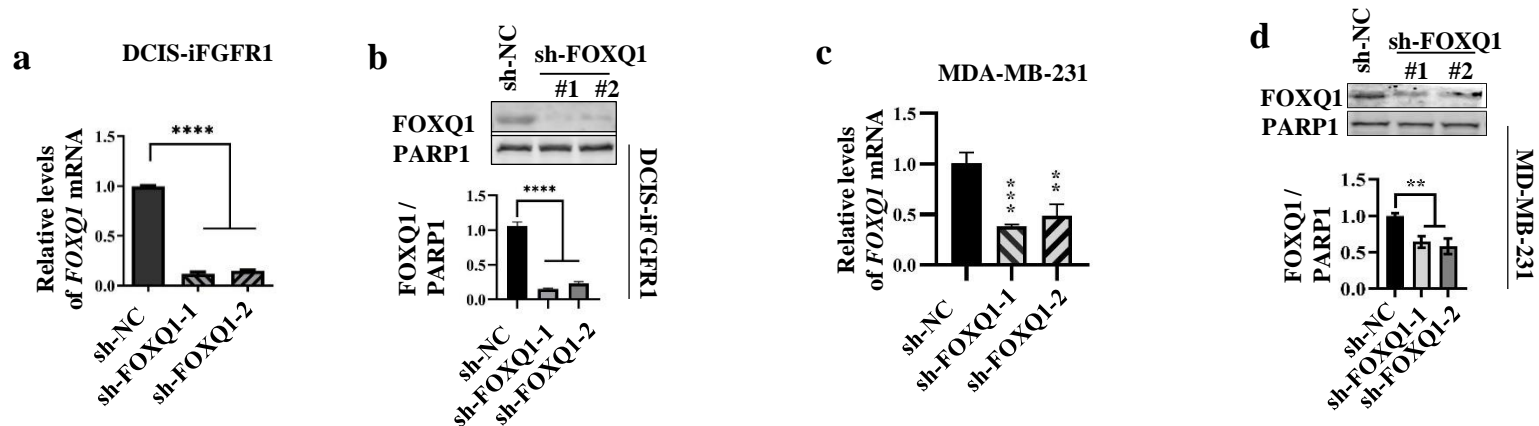 a
DCIS-iFGFR1
Relative levels
of FOXQ1 mRNA
1.5
1.0
0.5
0.0
****
sh-NC
sh-FOXQ1-1
sh-FOXQ1-2
b
sh-NC
sh-FOXQ1
#1 #2
FOXQ1
PARP1
DCIS-iFGFR1
FOXQ1/
PARP1
1.5
1.0
0.5
0.0
****
sh-NC
sh-FOXQ1-1
sh-FOXQ1-2
c
MDA-MB-231
Relative levels
of FOXQ1 mRNA
1.5
1.0
0.5
0.0
***
**
sh-NC
sh-FOXQ1-1
sh-FOXQ1-2
d
sh-NC
sh-FOXQ1
#1 #2
FOXQ1
PARP1
MD-MB-231
FOXQ1/
PARP1
1.5
1.0
0.5
0.0
**
sh-NC
sh-FOXQ1-1
sh-FOXQ1-2